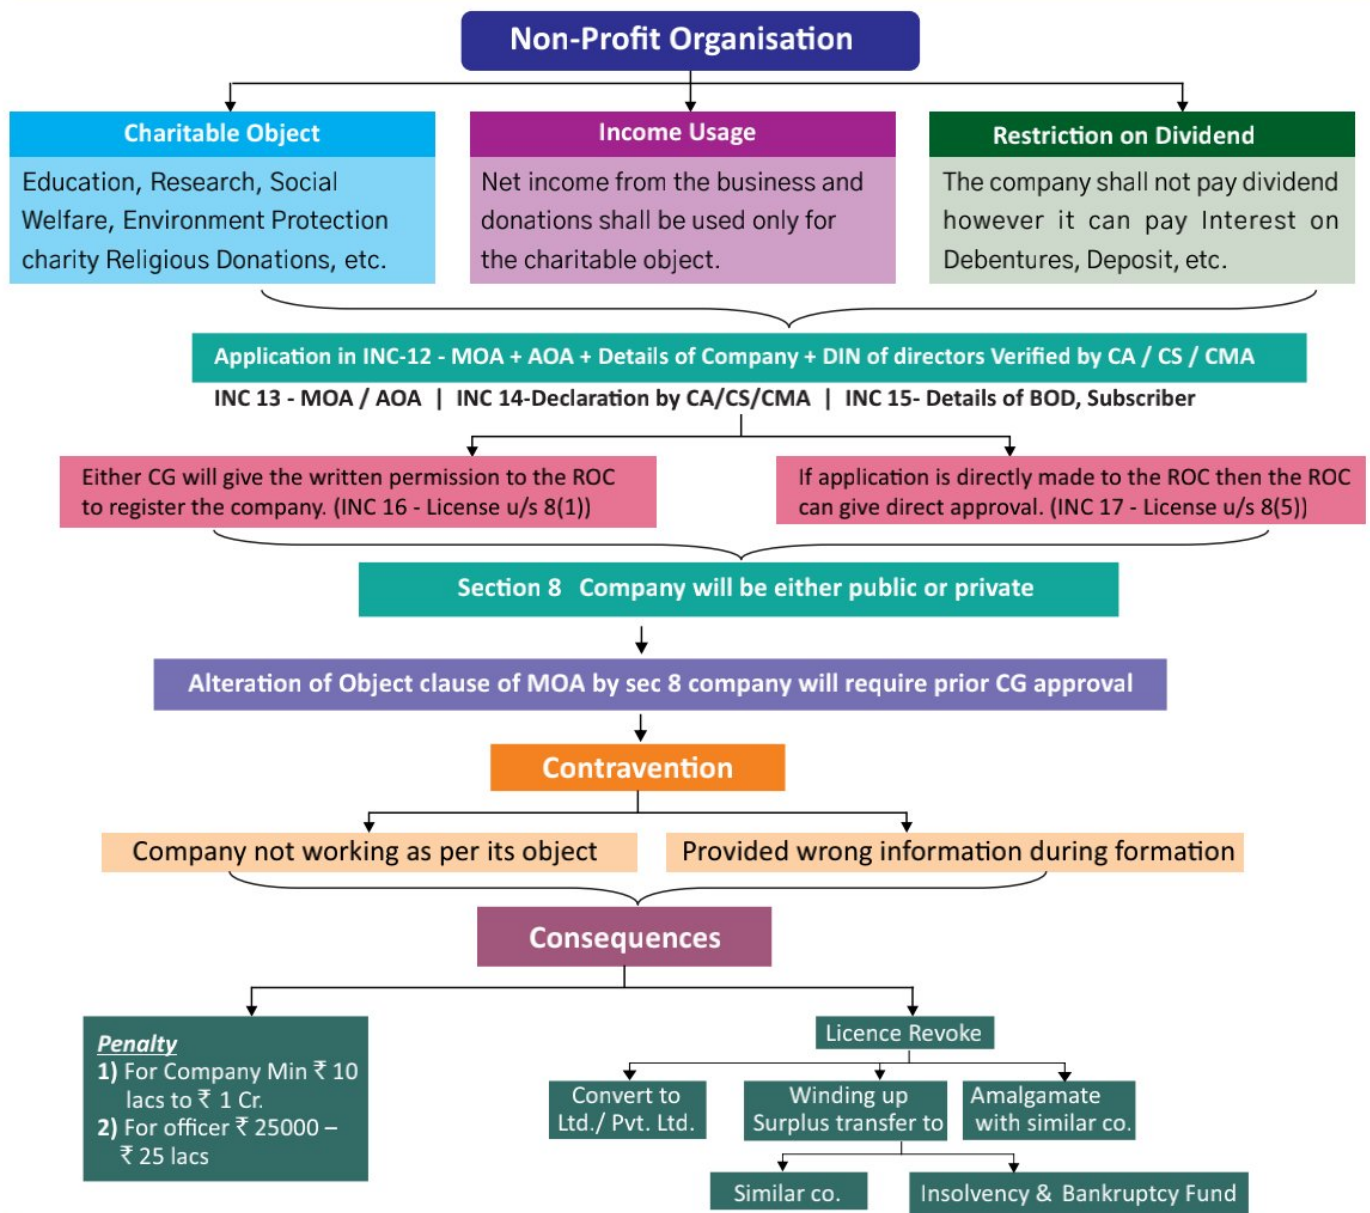 Non-Profit Organisation
Charitable Object
Education, Research, Social
Welfare, Environment Protection
charity Religious Donations, etc.
Income Usage
Net income from the business and
donations shall be used only for
the charitable object.
Restriction on Dividend
The company shall not pay dividend
however it can pay Interest on
Debentures, Deposit, etc.
Application in INC-12 - MOA + AOA + Details of Company + DIN of directors Verified by CA / CS / CMA
INC 13 - MOA / AOA | INC 14-Declaration by CA/CS/CMA | INC 15- Details of BOD, Subscriber
Either CG will give the written permission to the ROC
to register the company. (INC 16 - License u/s 8(1))
If application is directly made to the ROC then the ROC
can give direct approval. (INC 17 - License u/s 8(5))
Section 8 Company will be either public or private
Alteration of Object clause of MOA by sec 8 company will require prior CG approval
Contravention
Company not working as per its object
Provided wrong information during formation
Consequences
Penalty
1) For Company Min ₹ 10
lacs to ₹ 1 Cr.
2) For officer ₹ 25000 –
₹ 25 lacs
Licence Revoke
Convert to
Ltd./ Pvt. Ltd.
Winding up
Surplus transfer to
Amalgamate
with similar co.
Similar co.
Insolvency & Bankruptcy Fund